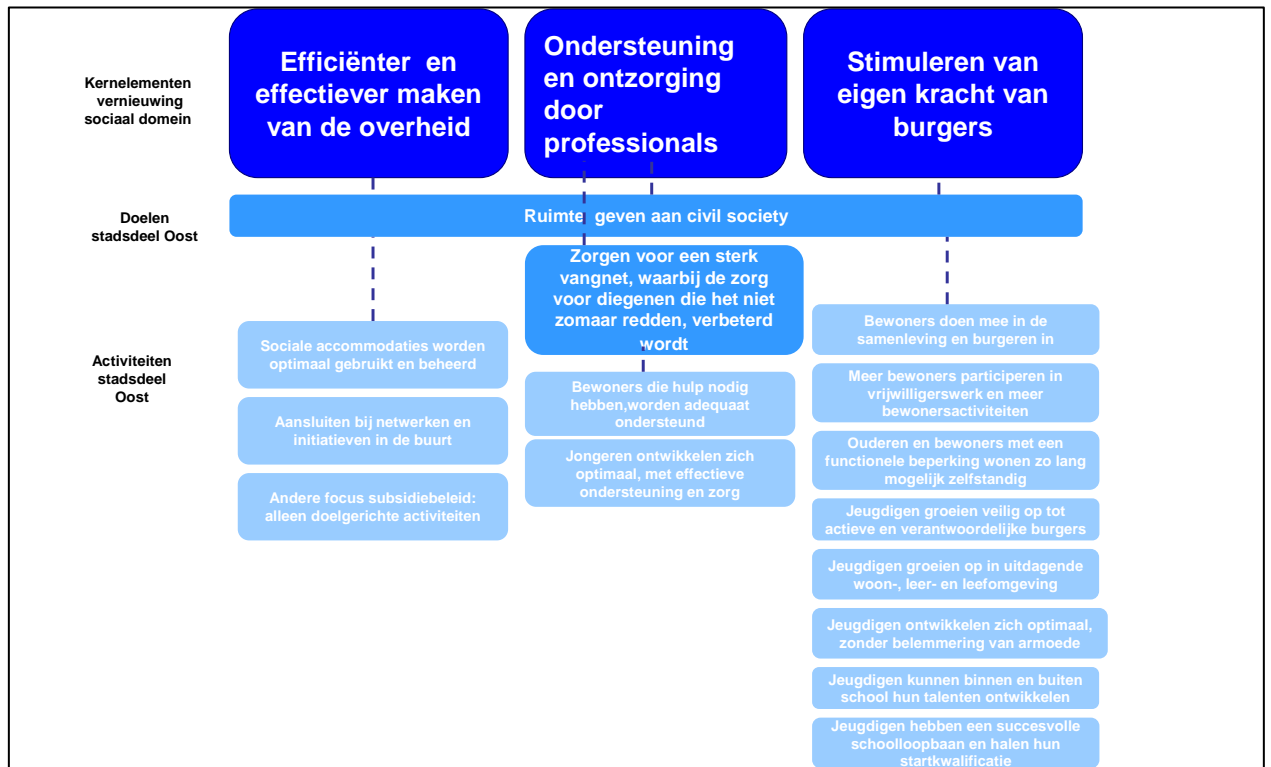 Kernelementen
vernieuwing
sociaal domein
Efficiënter en
effectiever maken
van de overheid
Ondersteuning
en ontzorging
door
professionals
Stimuleren van
eigen kracht van
burgers
Doelen
stadsdeel Oost
Ruimte geven aan civil society
Zorgen voor een sterk
vangnet, waarbij de zorg
voor diegenen die het niet
zomaar redden, verbeterd
wordt
Activiteiten
stadsdeel
Oost
Sociale accommodaties worden
optimaal gebruikt en beheerd
Aansluiten bij netwerken en
initiatieven in de buurt
Andere focus subsidiebeleid:
alleen doelgerichte activiteiten
Bewoners die hulp nodig
hebben,worden adequaat
ondersteund
Jongeren ontwikkelen zich
optimaal, met effectieve
ondersteuning en zorg
Bewoners doen mee in de
samenleving en burgeren in
Meer bewoners participeren in
vrijwilligerswerk en meer
bewonersactiviteiten
Ouderen en bewoners met een
functionele beperking wonen zo lang
mogelijk zelfstandig
Jeugdigen groeien veilig op tot
actieve en verantwoordelijke burgers
Jeugdigen groeien op in uitdagende
woon-, leer- en leefomgeving
Jeugdigen ontwikkelen zich optimaal,
zonder belemmering van armoede
Jeugdigen kunnen binnen en buiten
school hun talenten ontwikkelen
Jeugdigen hebben een succesvolle
schoolloopbaan en halen hun
startkwalificatie